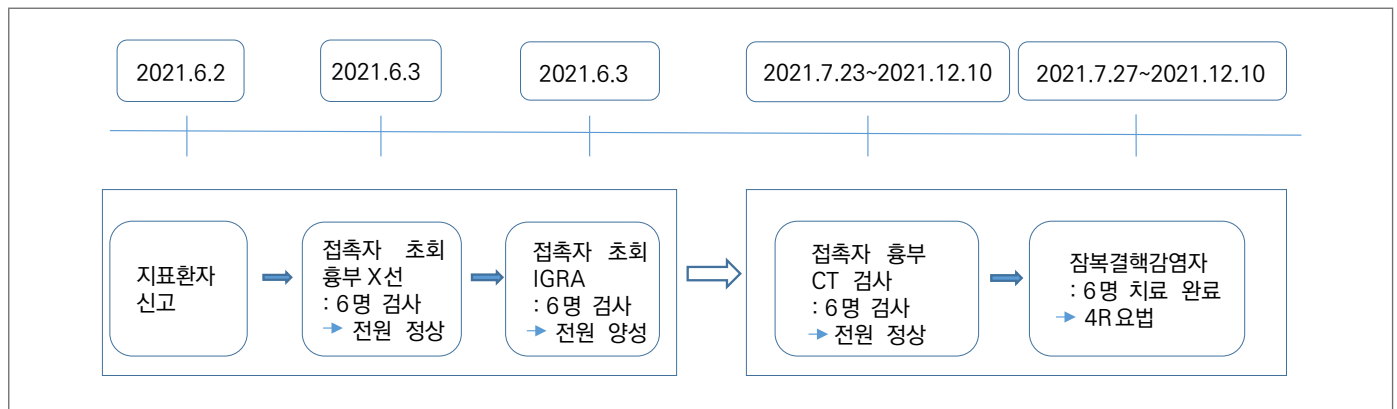 2021.6.2
2021.6.3
2021.6.3
2021.7.23~2021.12.10
2021.7.27~2021.12.10
지표환자
신고
접촉자 초회
흉부 X선
: 6명 검사
→ 전원 정상
접촉자 초회
IGRA
: 6명 검사
→ 전원 양성
접촉자 흉부
CT 검사
: 6명 검사
→ 전원 정상
잠복결핵감염자
: 6명 치료 완료
→ 4R요법